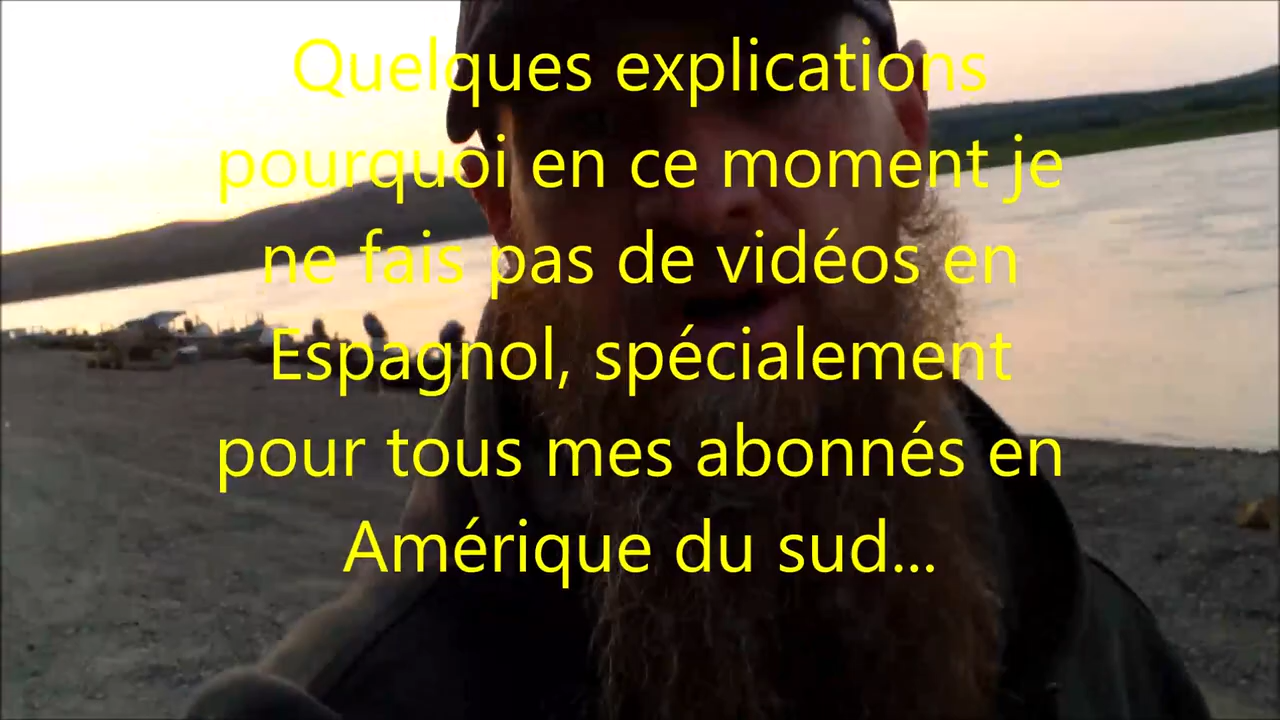 Quelques explications
pourquoi en ce moment je
ne fais pas de vidéos en
Espagnol, spécialement
pour tous mes abonnés en
Amérique du sud...